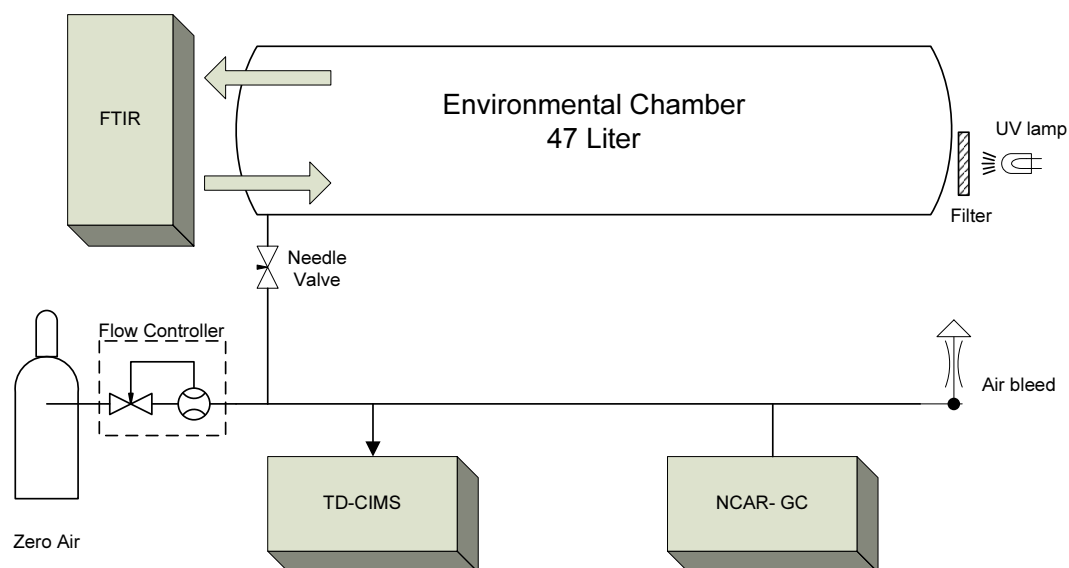 FTIR
Environmental Chamber
47 Liter
UV lamp
Filter
Needle
Valve
Flow Controller
Air bleed
TD-CIMS
NCAR- GC
Zero Air